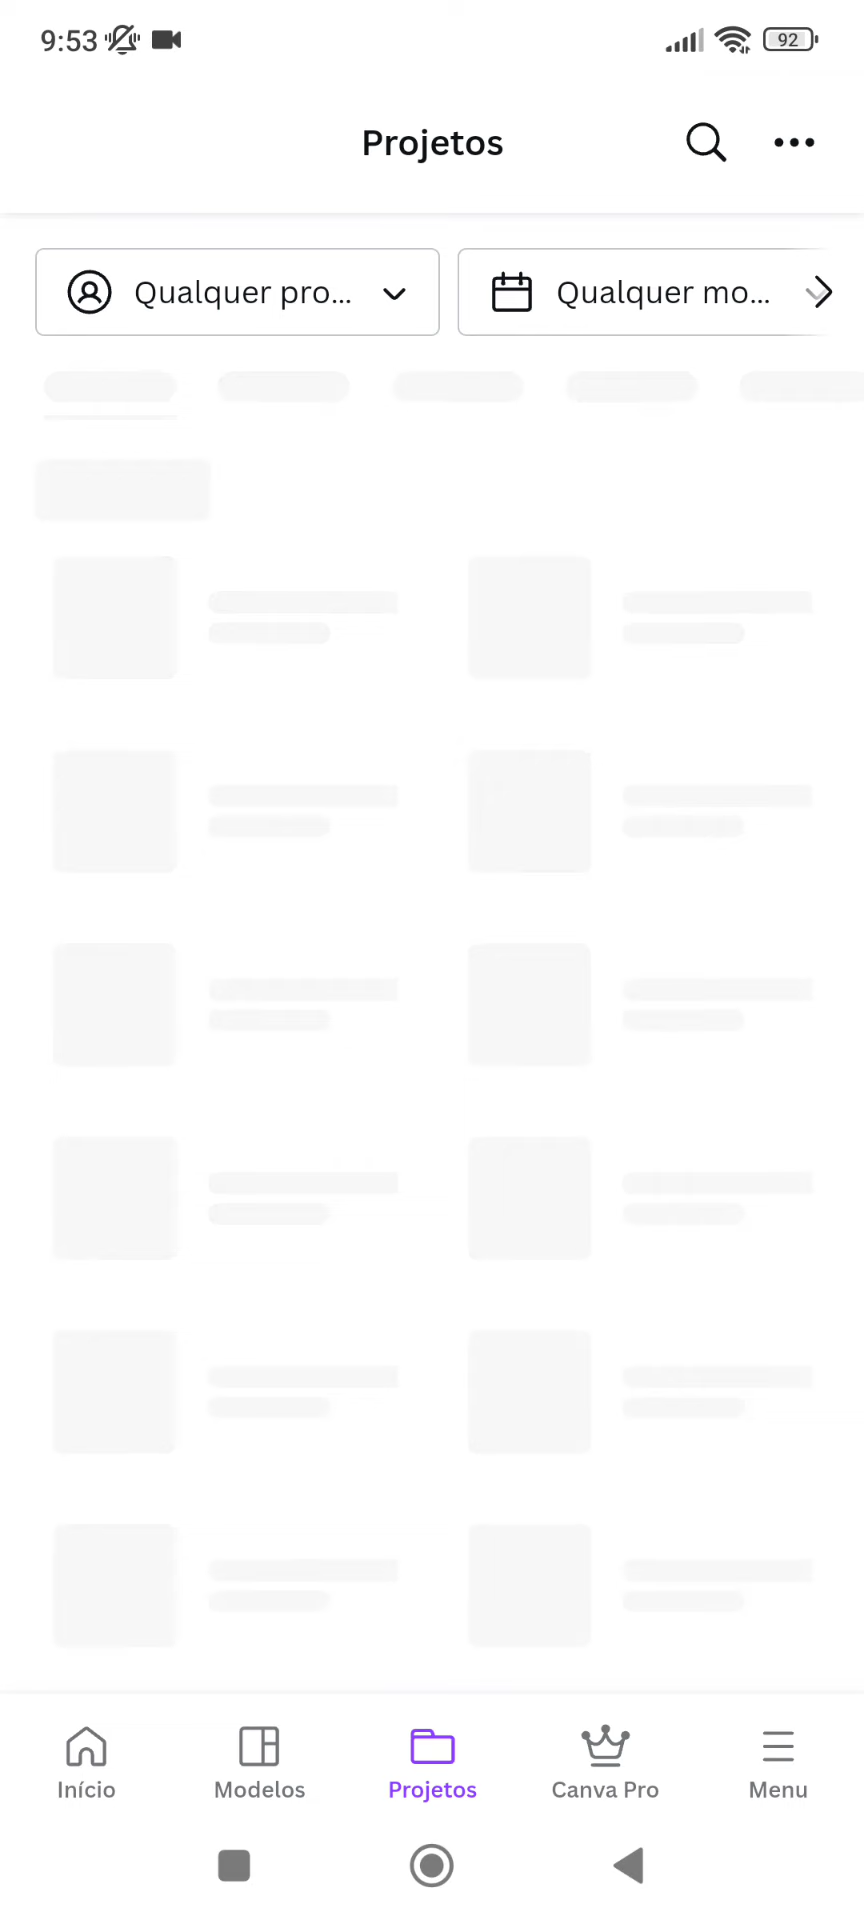 9:53
92
Projetos
Qualquer pro...
Qualquer mo...
Início
Modelos
Projetos
Canva Pro
Menu